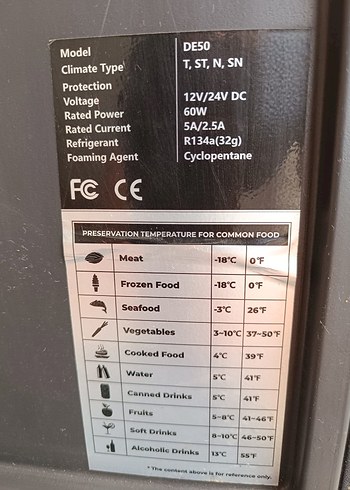 Model DE50
Climate Type T, ST, N, SN
Protection
Voltage 12V/24V DC
Rated Power 60W
Rated Current 5A/2.5A
Refrigerant R134a(32g)
Foaming Agent Cyclopentane
FC CE
PRESERVATION TEMPERATURE FOR COMMON FOOD
Meat -18℃ 0℉
Frozen Food -18℃ 0℉
Seafood -3℃ 26℉
Vegetables 3~10℃ 37~50℉
Cooked Food 4℃ 39℉
Water 5℃ 41℉
Canned Drinks 5℃ 41℉
Fruits 5~8℃ 41~46℉
Soft Drinks 8~10℃ 46~50℉
Alcoholic Drinks 13℃ 55℉
* The content above is for reference only.